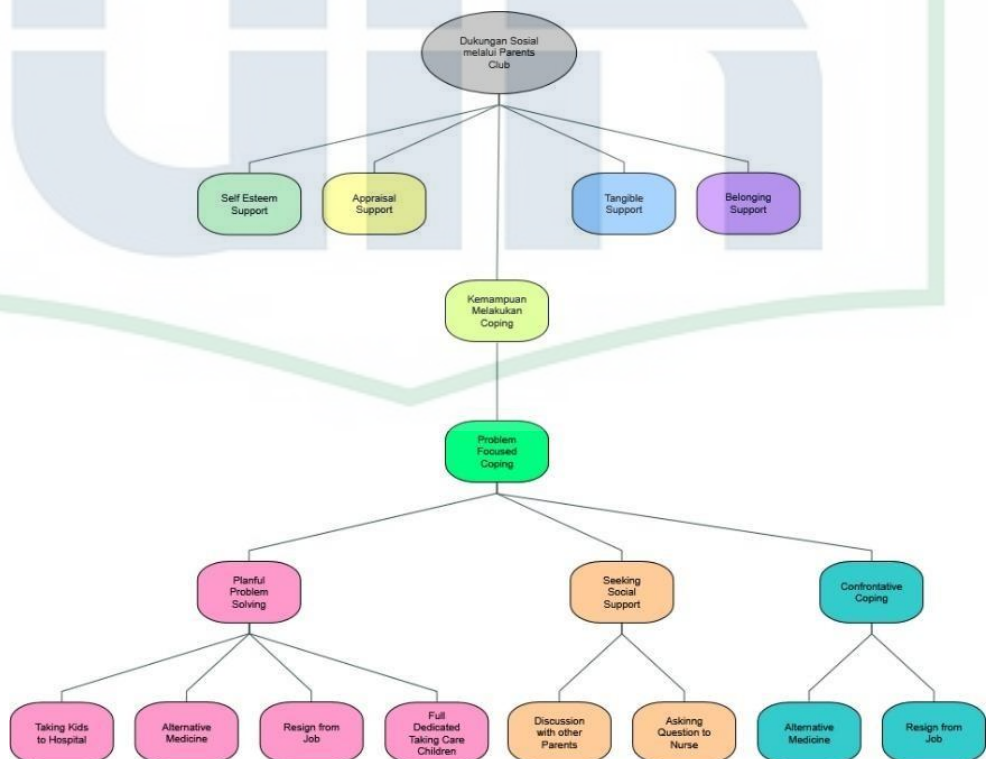 Dukungan Sosial
melalui Parents
Club
Self Esteem
Support
Appraisal
Support
Tangible
Support
Belonging
Support
Kemampuan
Melakukan
Coping
Problem
Focused
Coping
Planful
Problem
Solving
Seeking
Social
Support
Confrontative
Coping
Taking Kids
to Hospital
Alternative
Medicine
Resign from
Job
Full
Dedicated
Taking Care
Children
Discussion
with other
Parents
Askinng
Question to
Nurse
Alternative
Medicine
Resign from
Job